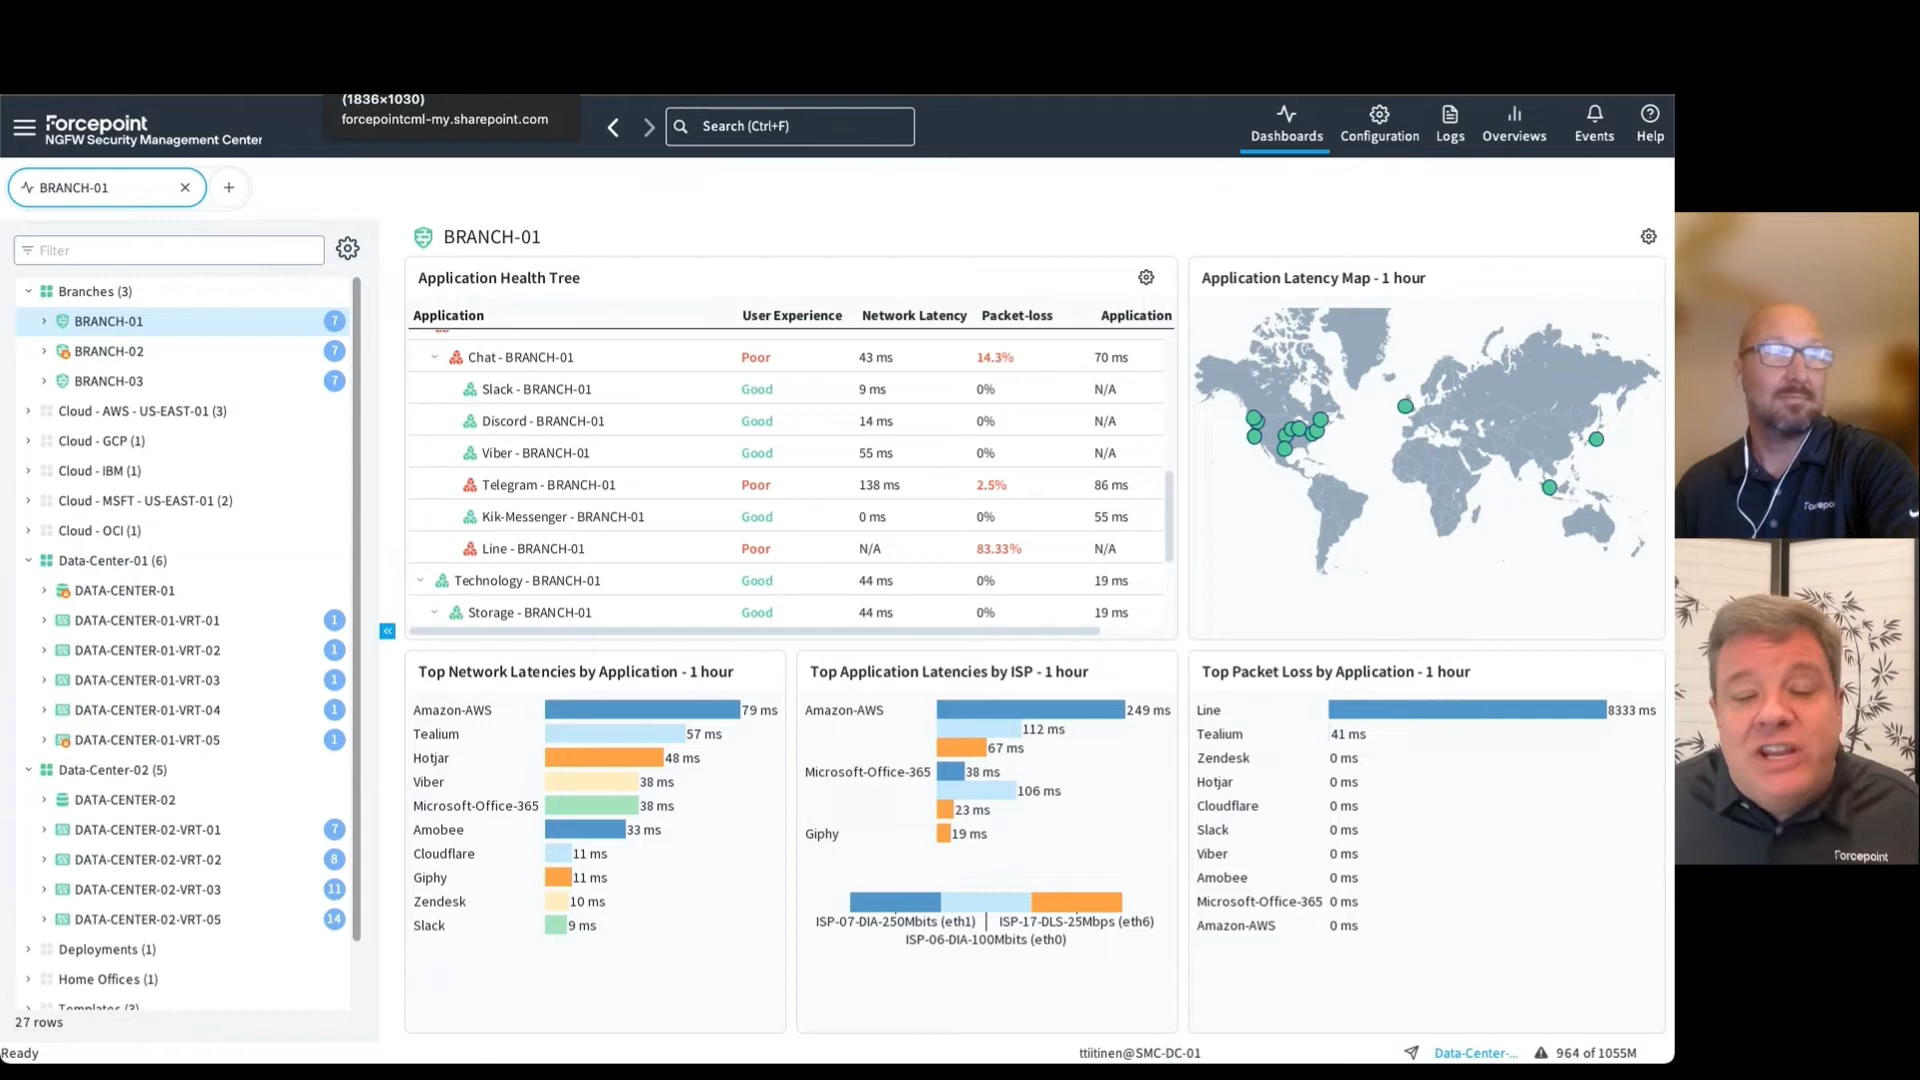 (1836×1030)
forcepointcml-my.sharepoint.com
Forcepoint
NGFW Security Management Center
Search (Ctrl+F)
Dashboards
Configuration
Logs
Overviews
Events
Help
BRANCH-01
Filter
Branches (3)
BRANCH-01 7
BRANCH-02 7
BRANCH-03 7
Cloud - AWS - US-EAST-01 (3)
Cloud - GCP (1)
Cloud - IBM (1)
Cloud - MSFT - US-EAST-01 (2)
Cloud - OCI (1)
Data-Center-01 (6)
DATA-CENTER-01
DATA-CENTER-01-VRT-01 1
DATA-CENTER-01-VRT-02 1
DATA-CENTER-01-VRT-03 1
DATA-CENTER-01-VRT-04 1
DATA-CENTER-01-VRT-05 1
Data-Center-02 (5)
DATA-CENTER-02
DATA-CENTER-02-VRT-01 7
DATA-CENTER-02-VRT-02 8
DATA-CENTER-02-VRT-03 11
DATA-CENTER-02-VRT-05 14
Deployments (1)
Home Offices (1)
Templates (3)
27 rows
Ready
BRANCH-01
Application Health Tree
Application User Experience Network Latency Packet-loss Application
Chat - BRANCH-01 Poor 43 ms 14.3% 70 ms
Slack - BRANCH-01 Good 9 ms 0% N/A
Discord - BRANCH-01 Good 14 ms 0% N/A
Viber - BRANCH-01 Good 55 ms 0% N/A
Telegram - BRANCH-01 Poor 138 ms 2.5% 86 ms
Kik-Messenger - BRANCH-01 Good 0 ms 0% 55 ms
Line - BRANCH-01 Poor N/A 83.33% N/A
Technology - BRANCH-01 Good 44 ms 0% 19 ms
Storage - BRANCH-01 Good 44 ms 0% 19 ms
Application Latency Map - 1 hour
Top Network Latencies by Application - 1 hour
Amazon-AWS 79 ms
Tealium 57 ms
Hotjar 48 ms
Viber 38 ms
Microsoft-Office-365 38 ms
Amobee 33 ms
Cloudflare 11 ms
Giphy 11 ms
Zendesk 10 ms
Slack 9 ms
Top Application Latencies by ISP - 1 hour
Amazon-AWS 249 ms
112 ms
67 ms
Microsoft-Office-365 38 ms
106 ms
23 ms
Giphy 19 ms
ISP-07-DIA-250Mbits (eth1) ISP-17-DLS-25Mbps (eth6)
ISP-06-DIA-100Mbits (eth0)
Top Packet Loss by Application - 1 hour
Line 8333 ms
Tealium 41 ms
Zendesk 0 ms
Hotjar 0 ms
Cloudflare 0 ms
Slack 0 ms
Viber 0 ms
Amobee 0 ms
Microsoft-Office-365 0 ms
Amazon-AWS 0 ms
ttiitinen@SMC-DC-01
Data-Center-...
964 of 1055M
Forcepoint